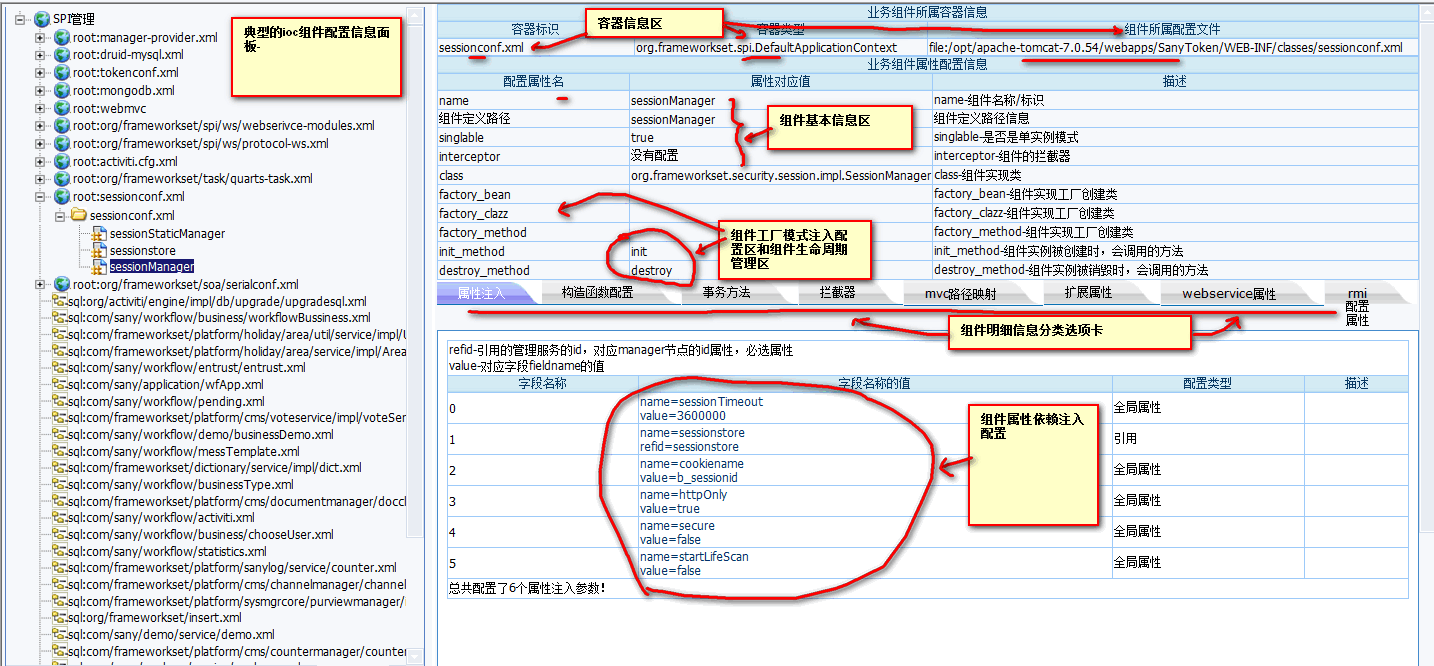 SPI管理
root:manager-provider.xml
root:druid-mysql.xml
root:tokenconf.xml
root:mongodb.xml
root:webmvc
root:org/frameworkset/spi/ws/webserivce-modules.xml
root:org/frameworkset/spi/ws/protocol-ws.xml
root:activiti.cfg.xml
root:org/frameworkset/task/quarts-task.xml
root:sessionconf.xml
sessionconf.xml
sessionStaticManager
sessionstore
sessionManager
root:org/frameworkset/soa/serialconf.xml
sql:org/activiti/engine/impl/db/upgrade/upgradesql.xml
sql:com/sany/workflow/business/workflowBussiness.xml
sql:com/frameworkset/platform/holiday/area/util/service/impl/U
sql:com/frameworkset/platform/holiday/area/service/impl/Area
sql:com/sany/workflow/entrust/entrust.xml
sql:com/sany/application/wfApp.xml
sql:com/sany/workflow/pending.xml
sql:com/frameworkset/platform/cms/voteservice/impl/voteSer
sql:com/sany/workflow/demo/businessDemo.xml
sql:com/sany/workflow/messTemplate.xml
sql:com/frameworkset/dictionary/service/impl/dict.xml
sql:com/sany/workflow/businessType.xml
sql:com/frameworkset/platform/cms/documentmanager/docc
sql:com/sany/workflow/activiti.xml
sql:com/sany/workflow/business/chooseUser.xml
sql:com/sany/workflow/statistics.xml
sql:com/frameworkset/platform/sanylog/service/counter.xml
sql:com/frameworkset/platform/cms/channelmanager/channel
sql:com/frameworkset/platform/sysmgrcore/purviewmanager/
sql:org/frameworkset/insert.xml
sql:com/sany/demo/service/demo.xml
sql:com/frameworkset/platform/cms/countermanager/counter
典型的ioc组件配置信息面
板-
业务组件所属容器信息
容器标识 容器类型 组件所属配置文件
容器信息区
sessionconf.xml org.frameworkset.spi.DefaultApplicationContext file:/opt/apache-tomcat-7.0.54/webapps/SanyToken/WEB-INF/classes/sessionconf.xml
业务组件属性配置信息
配置属性名 属性对应值 描述
name sessionManager name-组件名称/标识
组件定义路径 sessionManager 组件定义路径信息
singlable true singlable-是否是单实例模式
interceptor 没有配置 interceptor-组件的拦截器
class org.frameworkset.security.session.impl.SessionManager class-组件实现类
factory_bean factory_bean-组件实现工厂创建类
factory_clazz factory_clazz-组件实现工厂创建类
factory_method factory_method-组件实现工厂创建类
init_method init init_method-组件实例被创建时，会调用的方法
destroy_method destroy destroy_method-组件实例被销毁时，会调用的方法
组件基本信息区
组件工厂模式注入配
置区和组件生命周期
管理区
属性注入 构造函数配置 事务方法 拦截器 mvc路径映射 扩展属性 webservice属性 rmi
配置
属性
组件明细信息分类选项卡
refid-引用的管理服务的id，对应manager节点的id属性，必选属性
value-对应字段fieldname的值
字段名称 字段名称的值 配置类型 描述
0 name=sessionTimeout
value=3600000 全局属性
1 name=sessionstore
refid=sessionstore 引用
2 name=cookiename
value=b_sessionid 全局属性
3 name=httpOnly
value=true 全局属性
4 name=secure
value=false 全局属性
5 name=startLifeScan
value=false 全局属性
总共配置了6个属性注入参数!
组件属性依赖注入
配置